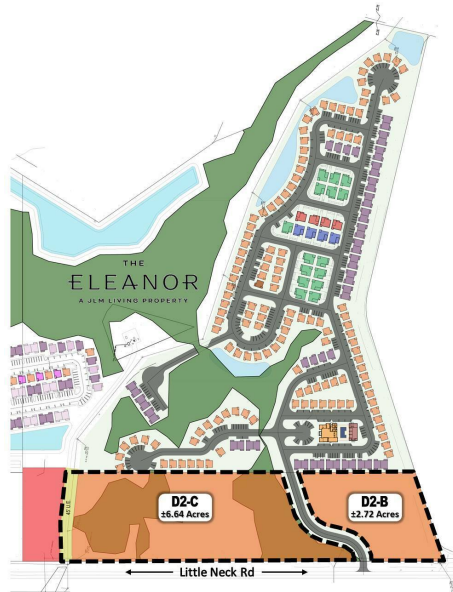 THE
ELEANOR
A JLM LIVING PROPERTY
D2-C
±6.64 Acres
D2-B
±2.72 Acres
Little Neck Rd